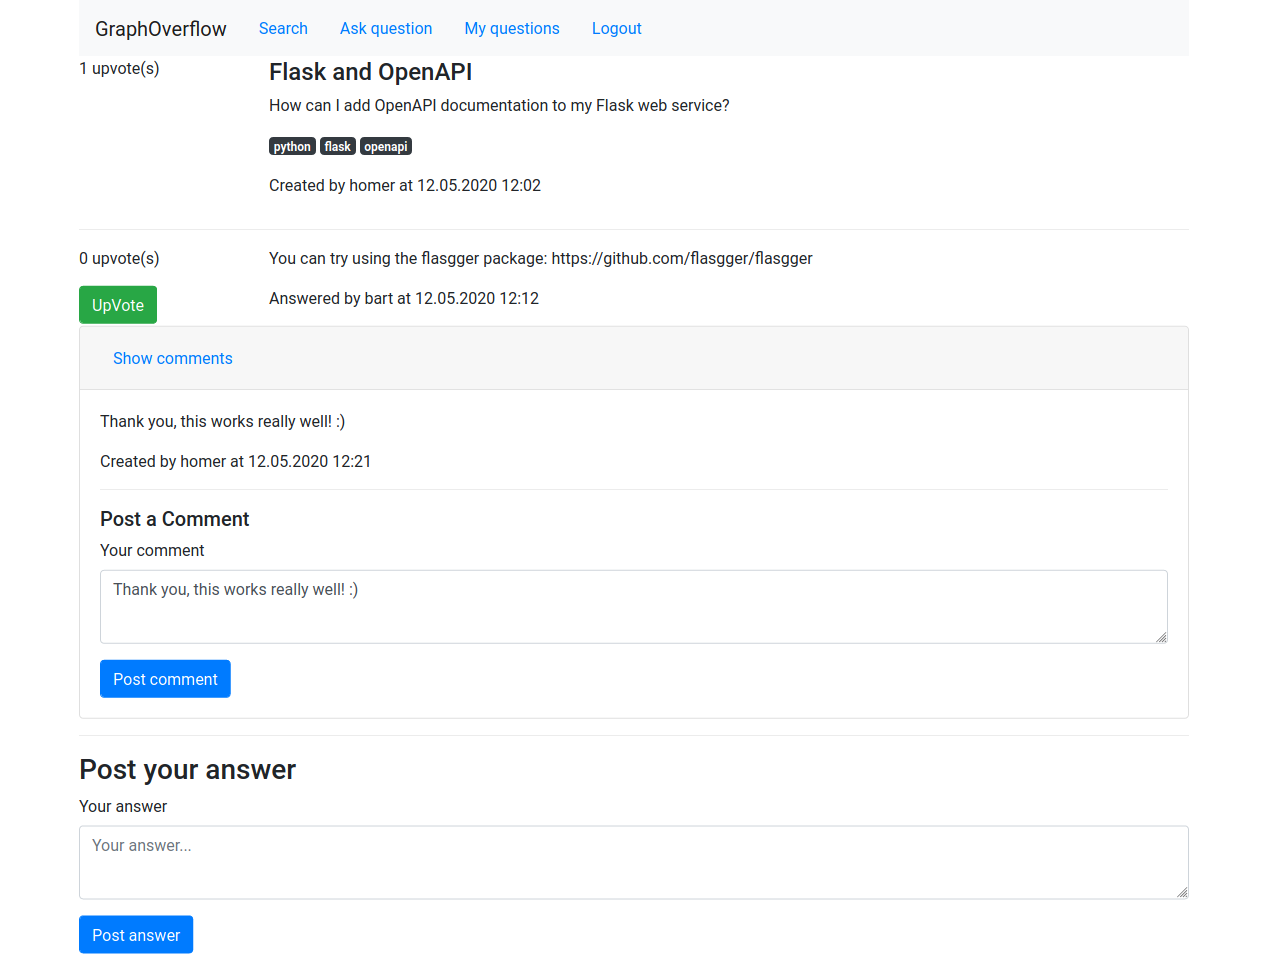 GraphOverflow Search Ask question My questions Logout
1 upvote(s)
Flask and OpenAPI
How can I add OpenAPI documentation to my Flask web service?
python flask openapi
Created by homer at 12.05.2020 12:02
0 upvote(s)
You can try using the flasgger package: https://github.com/flasgger/flasgger
UpVote
Answered by bart at 12.05.2020 12:12
Show comments
Thank you, this works really well! :)
Created by homer at 12.05.2020 12:21
Post a Comment
Your comment
Thank you, this works really well! :)
Post comment
Post your answer
Your answer
Your answer...
Post answer